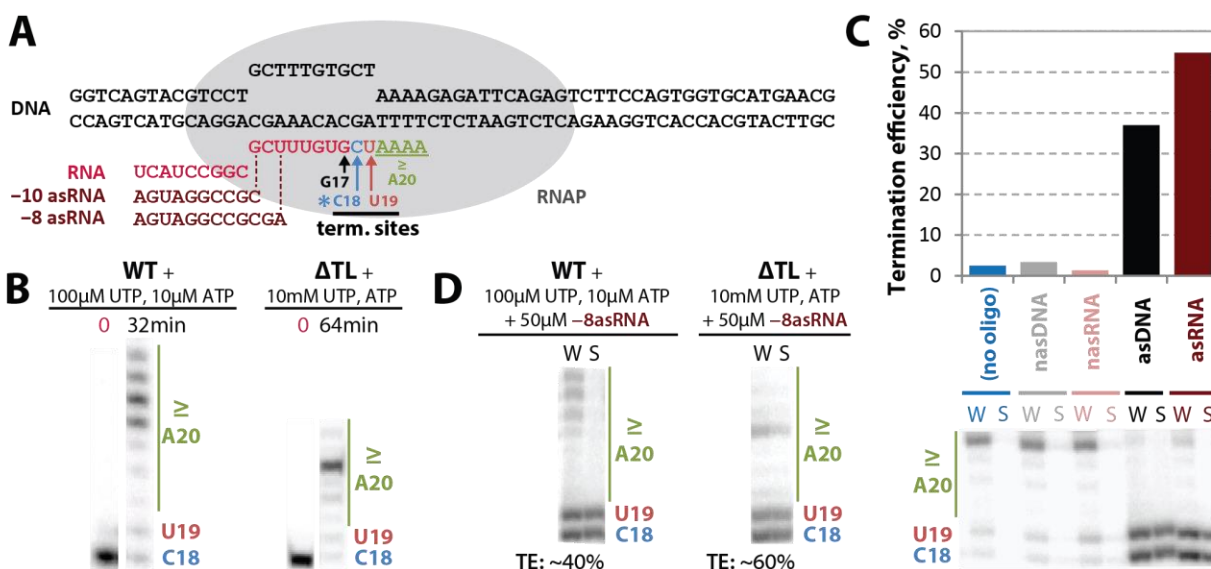 A
GCTTTGTGCT
DNA
GGTCAGTACGTCCT AAAAGAGATTCAGAGTCTTCCAGTGGTGCATGAACG
CCAGTCATGCAGGACGAAACACGATTTTCTCTAAGTCTCAGAAGGTCACCACGTACTTGC
GCUUUGUGCUAAAA
RNA UCAUCCGGC
−10 asRNA AGUAGGCCGC
−8 asRNA AGUAGGCCGCGA
G17
≥
A20
*C18 U19
RNAP
term. sites
B
WT +
100µM UTP, 10µM ATP
0 32min
≥
A20
U19
C18
ΔTL +
10mM UTP, ATP
0 64min
≥
A20
U19
C18
C
Termination efficiency, %
60
50
40
30
20
10
0
(no oligo)
nasDNA
nasRNA
asDNA
asRNA
W S W S W S W S W S
≥
A20
U19
C18
D
WT +
100µM UTP, 10µM ATP
+ 50µM −8asRNA
W S
≥
A20
U19
C18
TE: ~40%
ΔTL +
10mM UTP, ATP
+ 50µM −8asRNA
W S
≥
A20
U19
C18
TE: ~60%